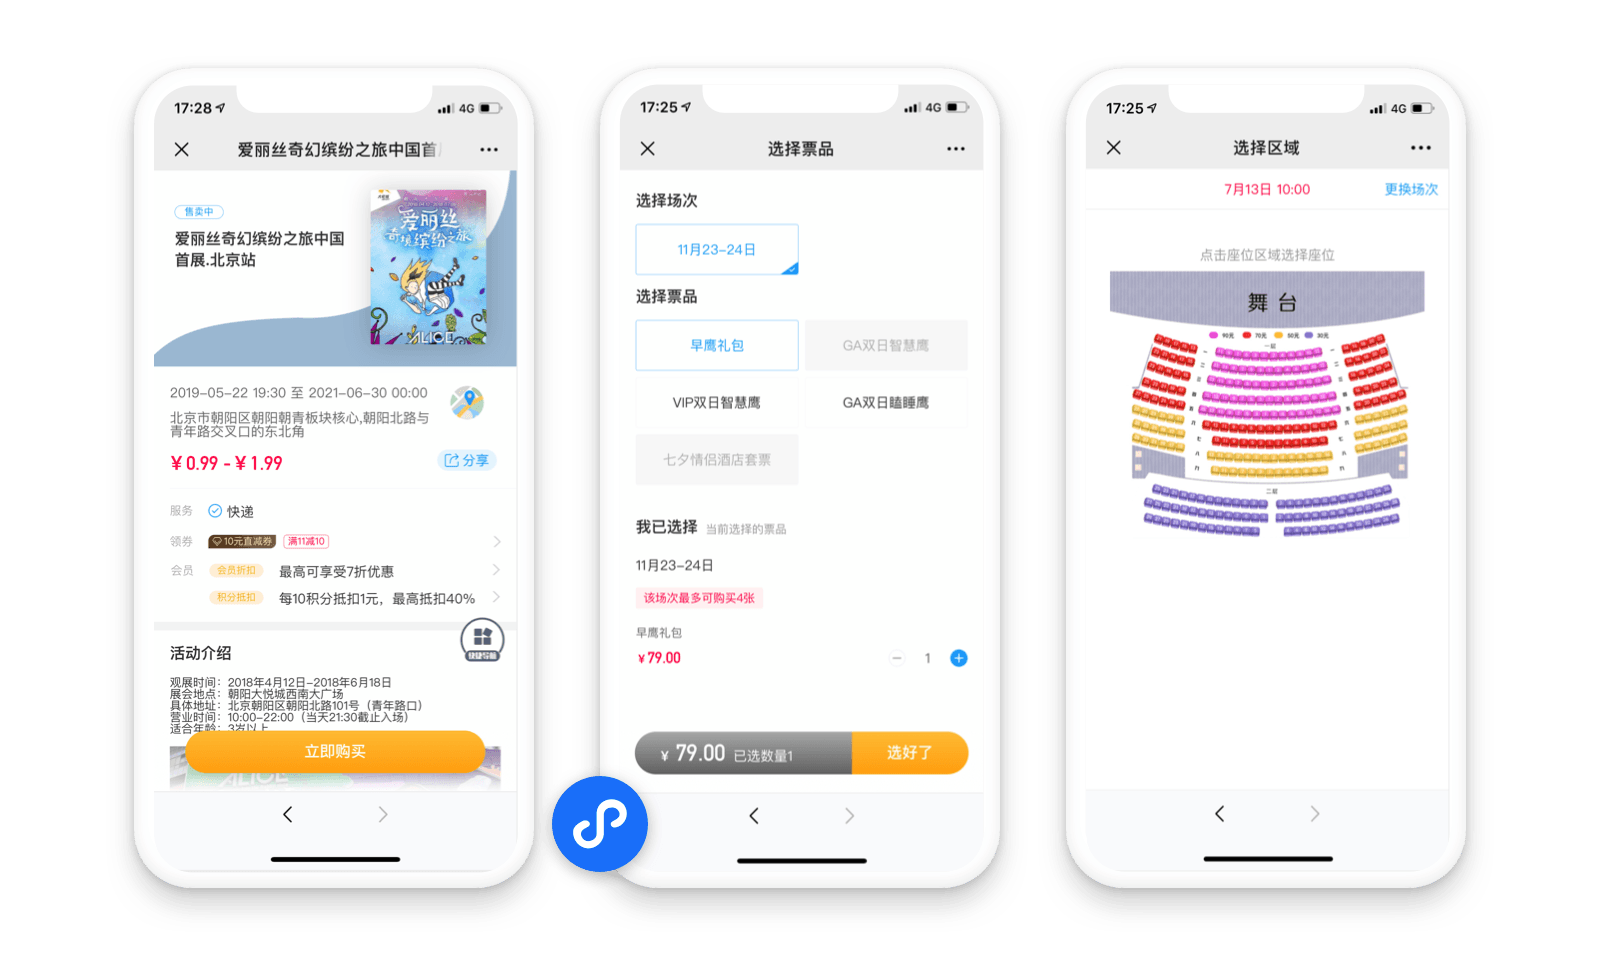 17:28
4G
爱丽丝奇幻缤纷之旅中国首
售卖中
爱丽丝奇幻缤纷之旅中国
首展.北京站
爱丽丝
奇境缤纷之旅
ALICE
2019-05-22 19:30 至 2021-06-30 00:00
北京市朝阳区朝阳朝青板块核心,朝阳北路与
青年路交叉口的东北角
¥0.99 - ¥1.99
分享
服务
快递
领券
10元直减券
满11减10
会员
会员折扣
最高可享受7折优惠
积分抵扣
每10积分抵扣1元，最高抵扣40%
活动介绍
观展时间：2018年4月12日-2018年6月18日
展会地点：朝阳大悦城西南大广场
具体地址：北京朝阳区朝阳北路101号（青年路口）
营业时间：10:00-22:00（当天21:30截止入场）
适合年龄：3岁以上
立即购买
17:25
4G
选择票品
选择场次
11月23-24日
选择票品
早鹰礼包
GA双日智慧鹰
VIP双日智慧鹰
GA双日瞌睡鹰
七夕情侣酒店套票
我已选择 当前选择的票品
11月23-24日
该场次最多可购买4张
早鹰礼包
¥79.00
1
¥ 79.00 已选数量1
选好了
17:25
4G
选择区域
7月13日 10:00
更换场次
点击座位区域选择座位
舞台
90元 70元 50元 30元
一层
二层